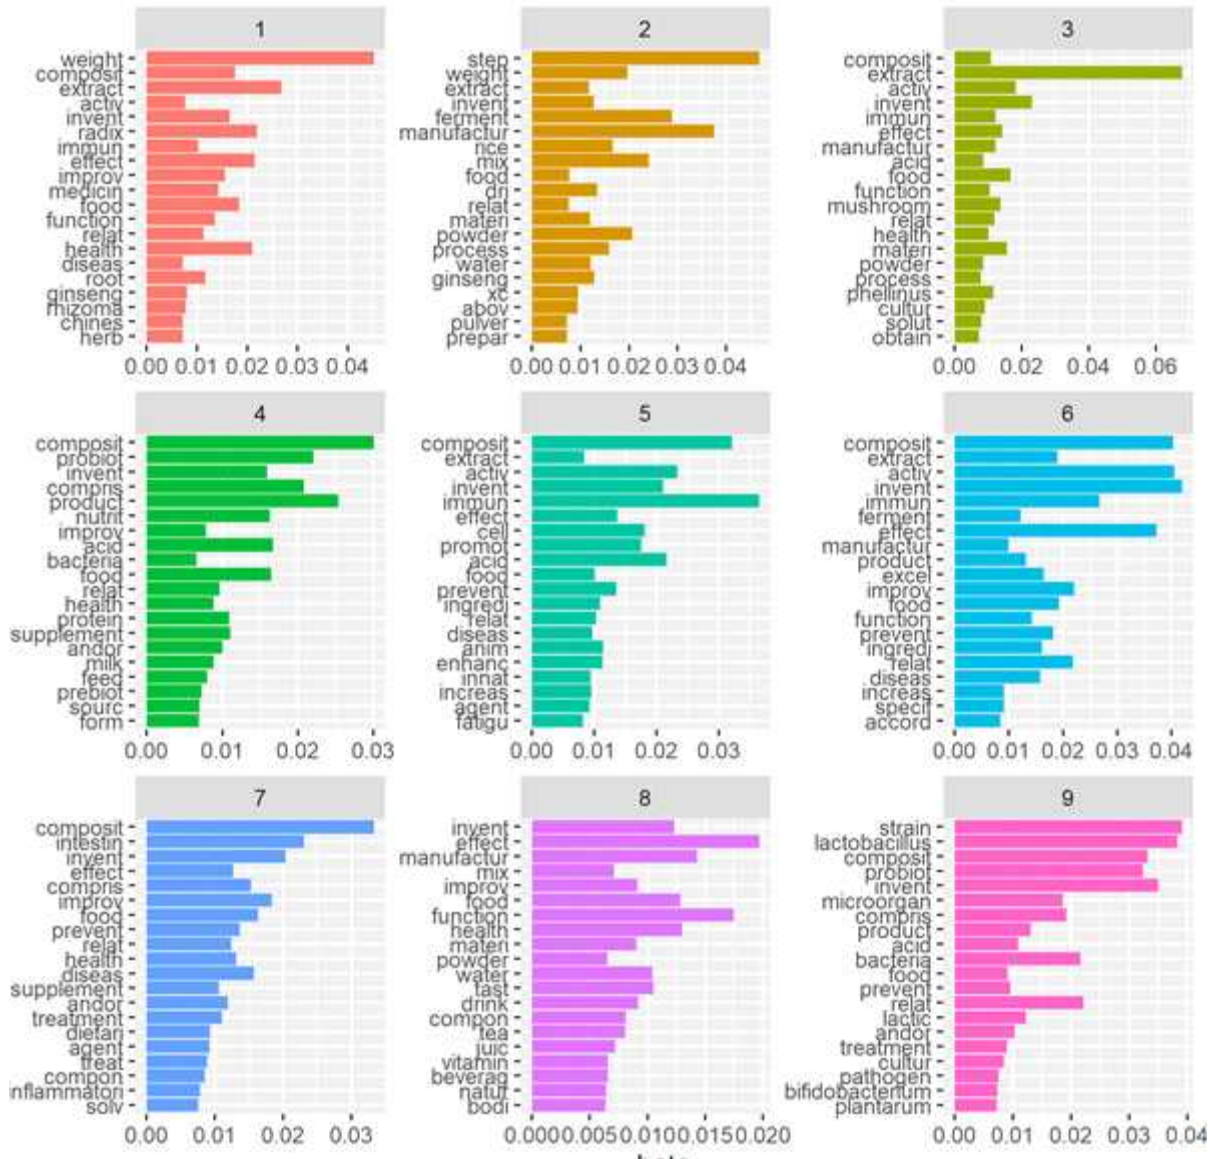 1
weight
composit
extract
activ
invent
radix
immun
effect
improv
medicin
food
function
relat
health
diseas
root
ginseng
rhizoma
chines
herb
0.00 0.01 0.02 0.03 0.04
2
step
weight
extract
invent
ferment
manufactur
rice
mix
food
dri
relat
materi
powder
process
water
ginseng
xc
abov
pulver
prepar
0.00 0.01 0.02 0.03 0.04
3
composit
extract
activ
invent
immun
effect
manufactur
acid
food
function
mushroom
relat
health
materi
powder
process
phellinus
cultur
solut
obtain
0.00 0.02 0.04 0.06
4
composit
probiot
invent
compris
product
nutrit
improv
acid
bacteria
food
relat
health
protein
supplement
andor
milk
feed
prebiot
sourc
form
0.00 0.01 0.02 0.03
5
composit
extract
activ
invent
immun
effect
cell
promot
acid
food
prevent
ingredi
relat
diseas
anim
enhanc
innat
increas
agent
fatigu
0.00 0.01 0.02 0.03
6
composit
extract
activ
invent
immun
ferment
effect
manufactur
product
excel
improv
food
function
prevent
ingredi
relat
diseas
increas
specif
accord
0.00 0.01 0.02 0.03 0.04
7
composit
intestin
invent
effect
compris
improv
food
prevent
relat
health
diseas
supplement
andor
treatment
dietari
agent
treat
compon
nflammatori
solv
0.00 0.01 0.02 0.03
8
invent
effect
manufactur
mix
improv
food
function
health
materi
powder
water
tast
drink
compon
tea
juic
vitamin
beverag
natur
bodi
0.000 0.005 0.010 0.015 0.020
9
strain
lactobacillus
composit
probiot
invent
microorgan
compris
product
acid
bacteria
food
prevent
relat
lactic
andor
treatment
cultur
pathogen
bifidobacterium
plantarum
0.00 0.01 0.02 0.03 0.04